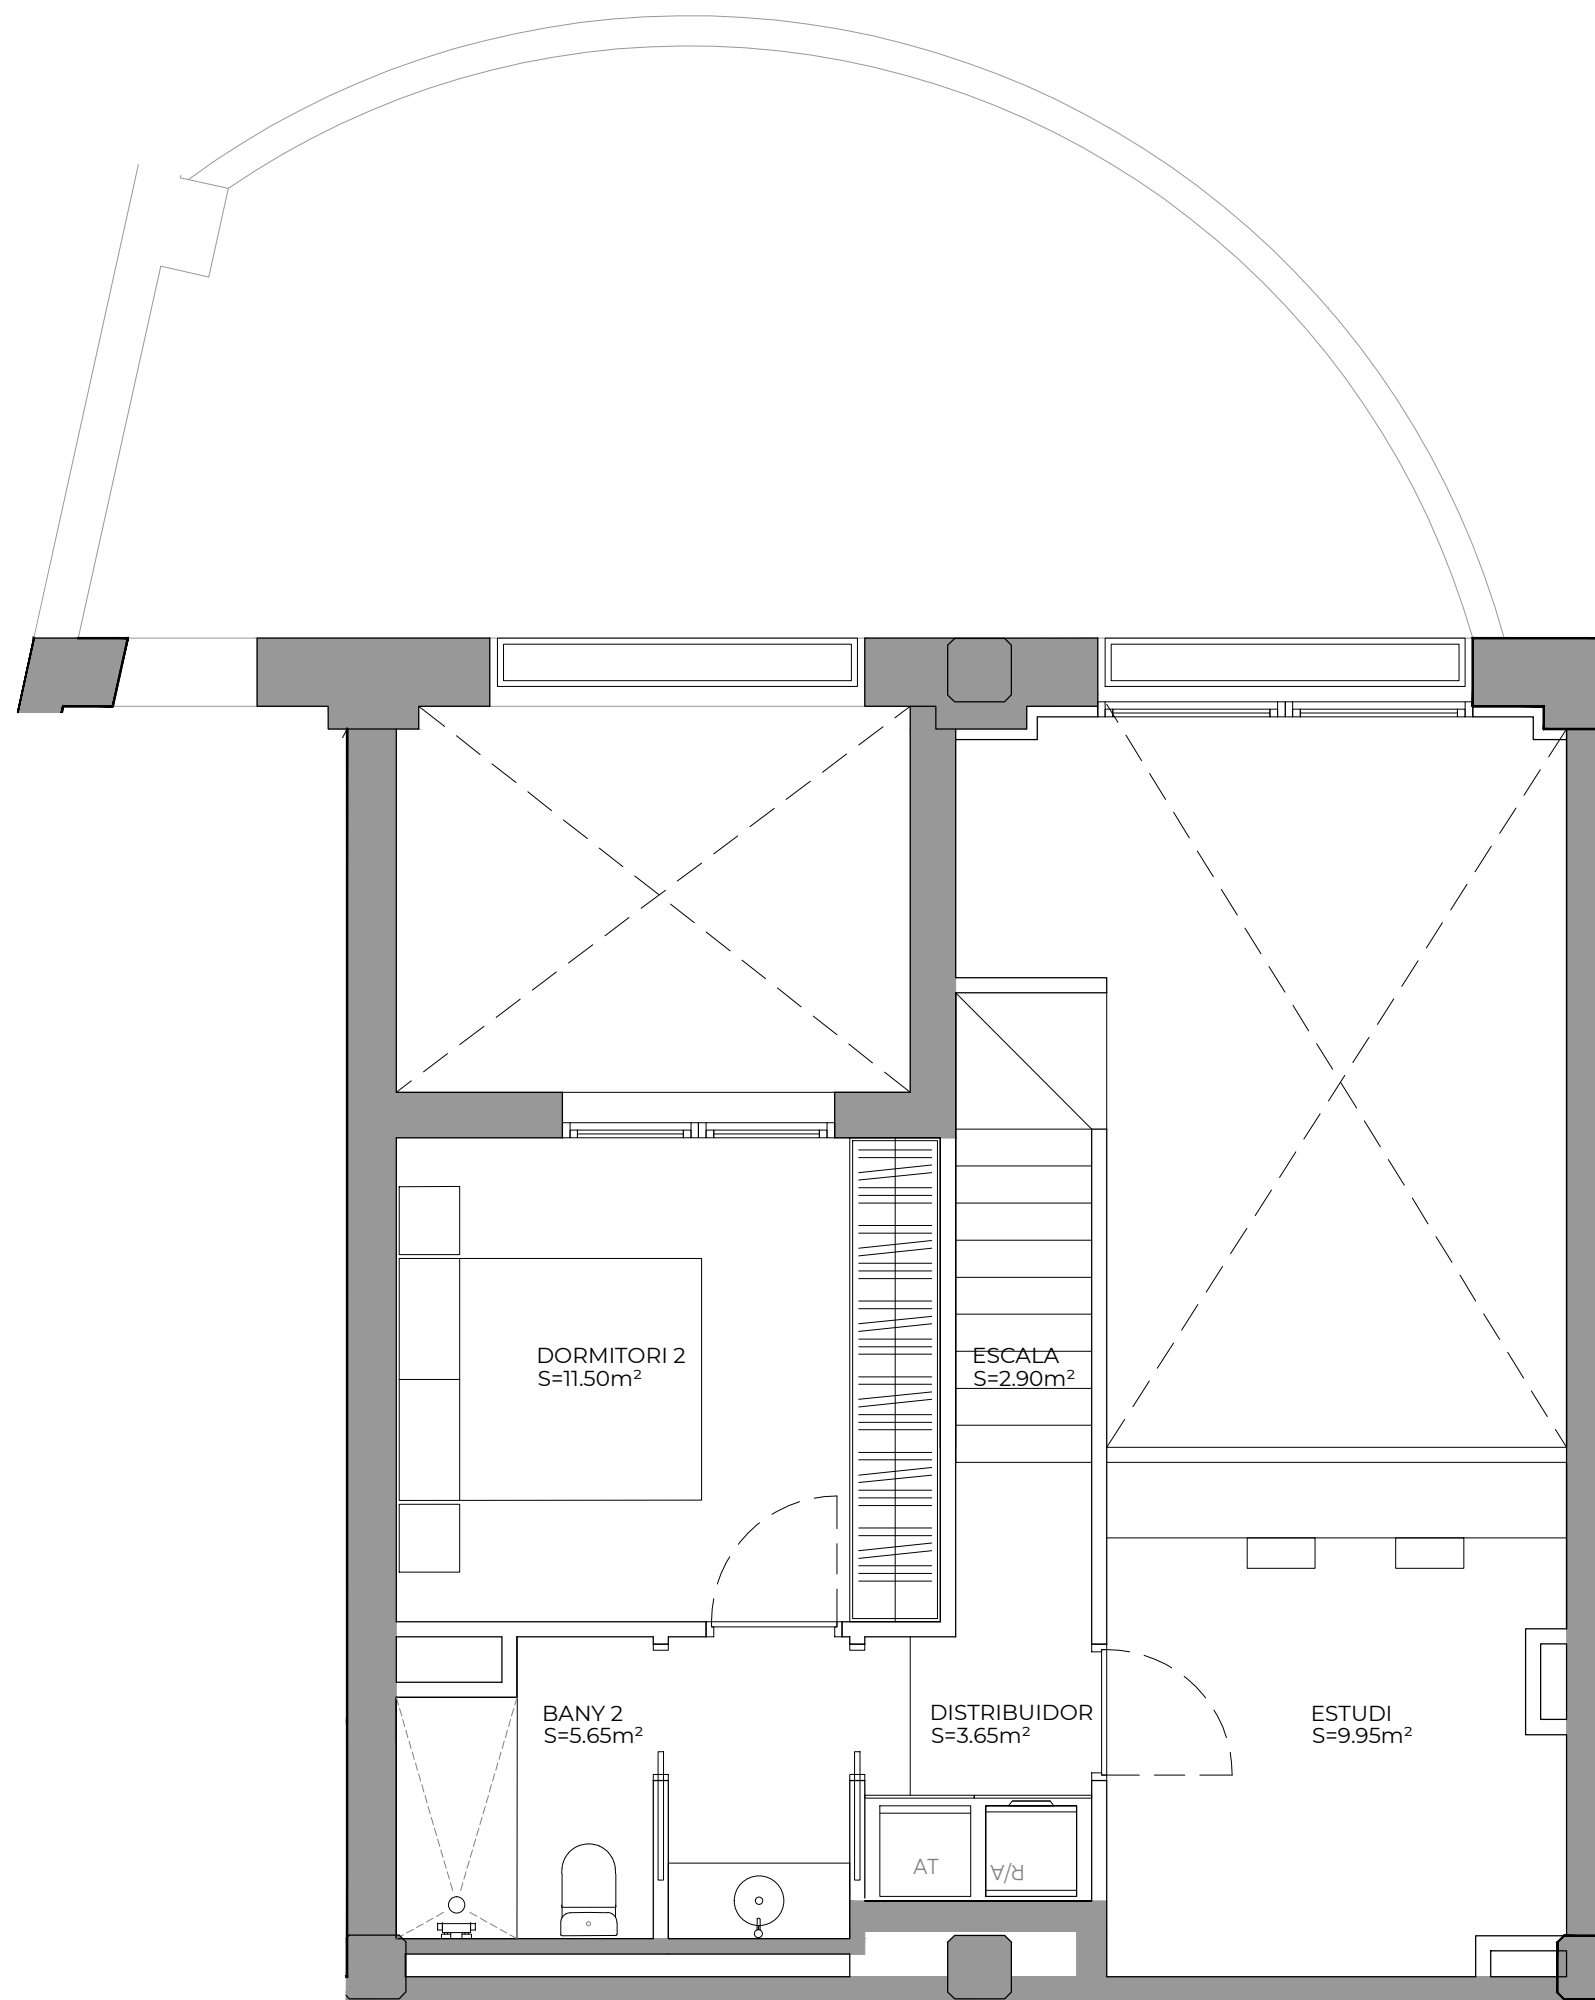 DORMITORI 2
S=11.50m²
ESCALA
S=2.90m²
BANY 2
S=5.65m²
DISTRIBUIDOR
S=3.65m²
ESTUDI
S=9.95m²
AT
R/A